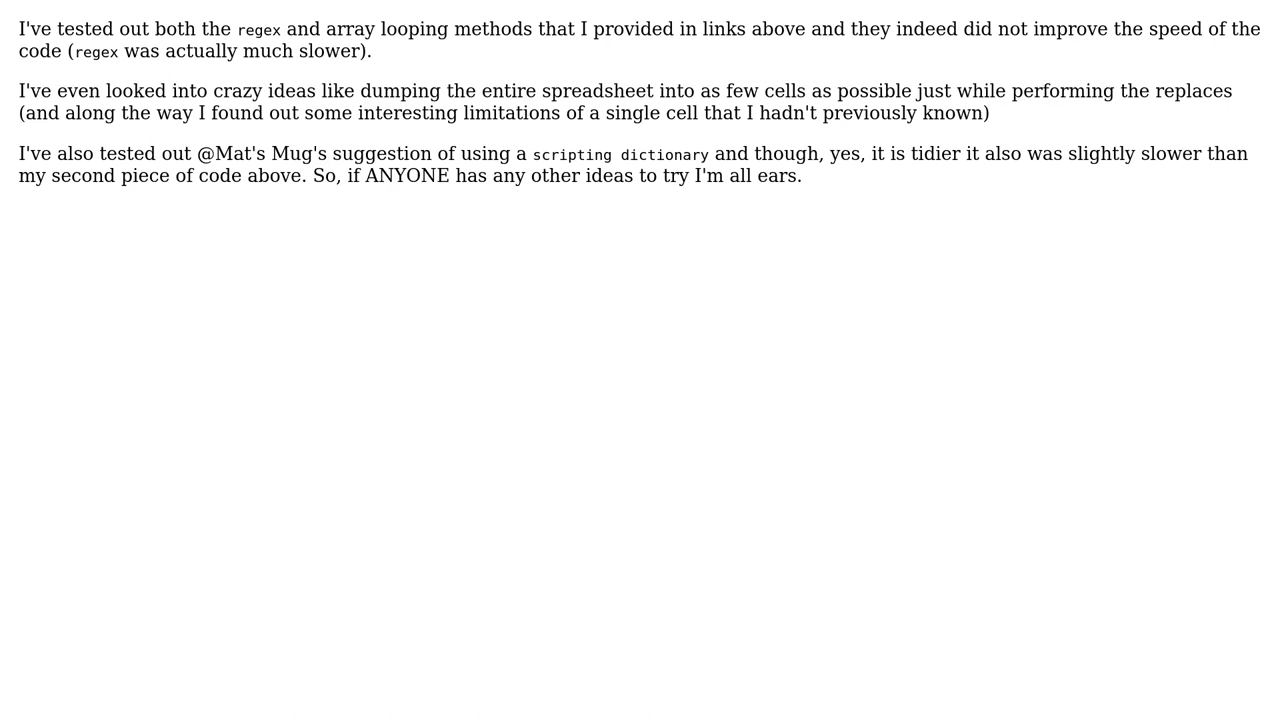 I've tested out both the regex and array looping methods that I provided in links above and they indeed did not improve the speed of the
code (regex was actually much slower).
I've even looked into crazy ideas like dumping the entire spreadsheet into as few cells as possible just while performing the replaces
(and along the way I found out some interesting limitations of a single cell that I hadn't previously known)
I've also tested out @Mat's Mug's suggestion of using a scripting dictionary and though, yes, it is tidier it also was slightly slower than
my second piece of code above. So, if ANYONE has any other ideas to try I'm all ears.